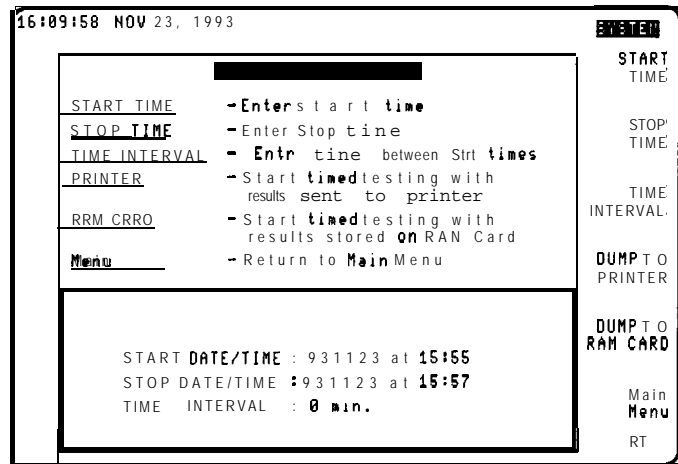 16:09:58 NOV 23, 1993
SYSTEM
START
TIME
START TIME -Enter start time
STOP TIME -Enter Stop tine
TIME INTERVAL - Entr tine between Strt times
PRINTER -Start timed testing with
results sent to printer
RRM CRRO -Start timed testing with
results stored on RAN Card
Menu -Return to Main Menu
STOP
TIME
TIME
INTERVAL
DUMP TO
PRINTER
DUMP TO
RAM CARD
Main
Menu
RT
START DATE/TIME : 931123 at 15:55
STOP DATE/TIME :931123 at 15:57
TIME INTERVAL : 0 min.